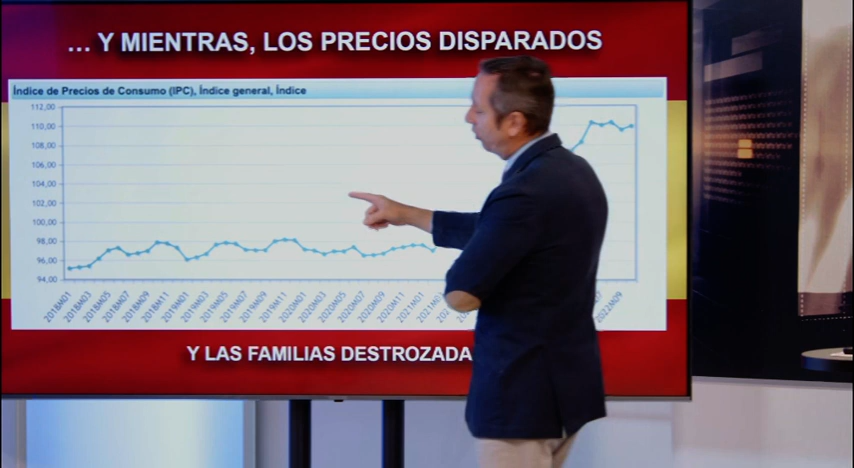 ... Y MIENTRAS, LOS PRECIOS DISPARADOS
Índice de Precios de Consumo (IPC), Índice general, Índice
112,00
110,00
108,00
106,00
104,00
102,00
100,00
98,00
96,00
94,00
2018M01
2018M03
2018M05
2018M07
2018M09
2018M11
2019M01
2019M03
2019M05
2019M07
2019M09
2019M11
2020M01
2020M03
2020M05
2020M07
2020M09
2020M11
2021M01
2022M09
Y LAS FAMILIAS DESTROZADA